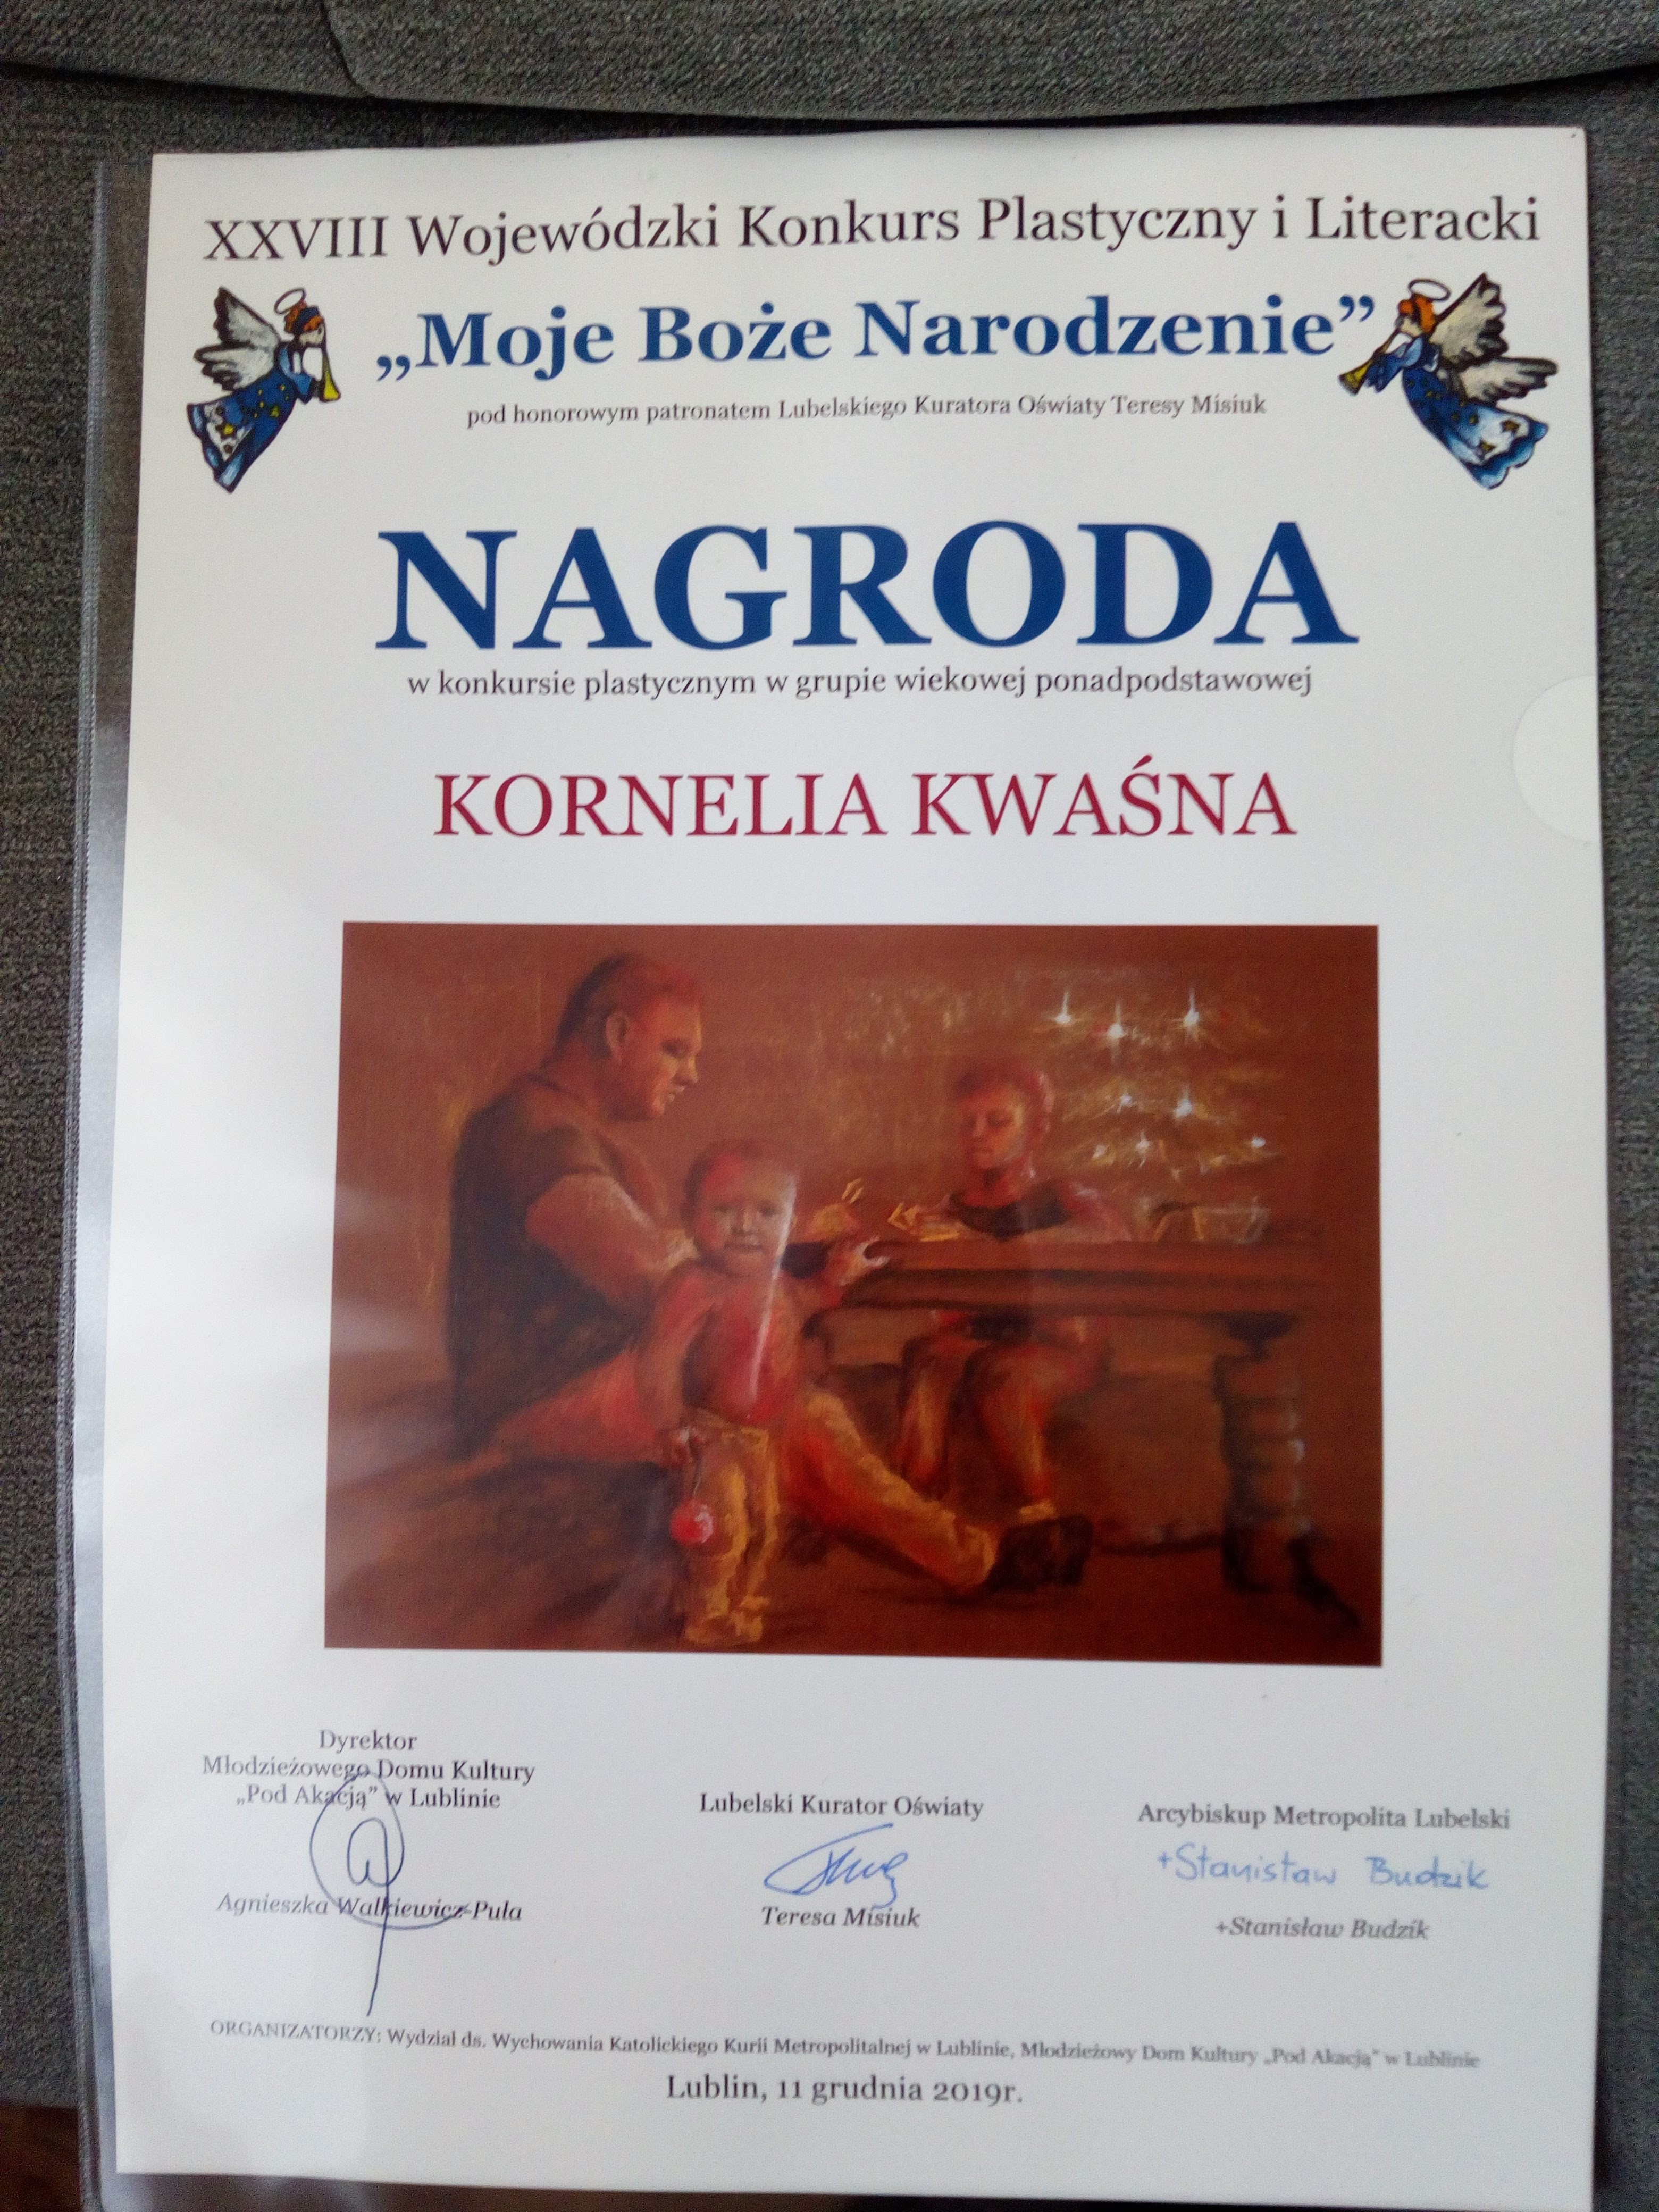 XXVIII Wojewódzki Konkurs Plastyczny i Literacki
„Moje Boże Narodzenie”
pod honorowym patronatem Lubelskiego Kuratora Oświaty Teresy Misiuk
NAGRODA
w konkursie plastycznym w grupie wiekowej ponadpodstawowej
KORNELIA KWAŚNA
Dyrektor
Młodzieżowego Domu Kultury
„Pod Akacją” w Lublinie
Agnieszka Walkiewicz-Puła
Lubelski Kurator Oświaty
Teresa Misiuk
Arcybiskup Metropolita Lubelski
+Stanisław Budzik
+Stanisław Budzik
ORGANIZATORZY: Wydział ds. Wychowania Katolickiego Kurii Metropolitalnej w Lublinie, Młodzieżowy Dom Kultury „Pod Akacją” w Lublinie
Lublin, 11 grudnia 2019r.